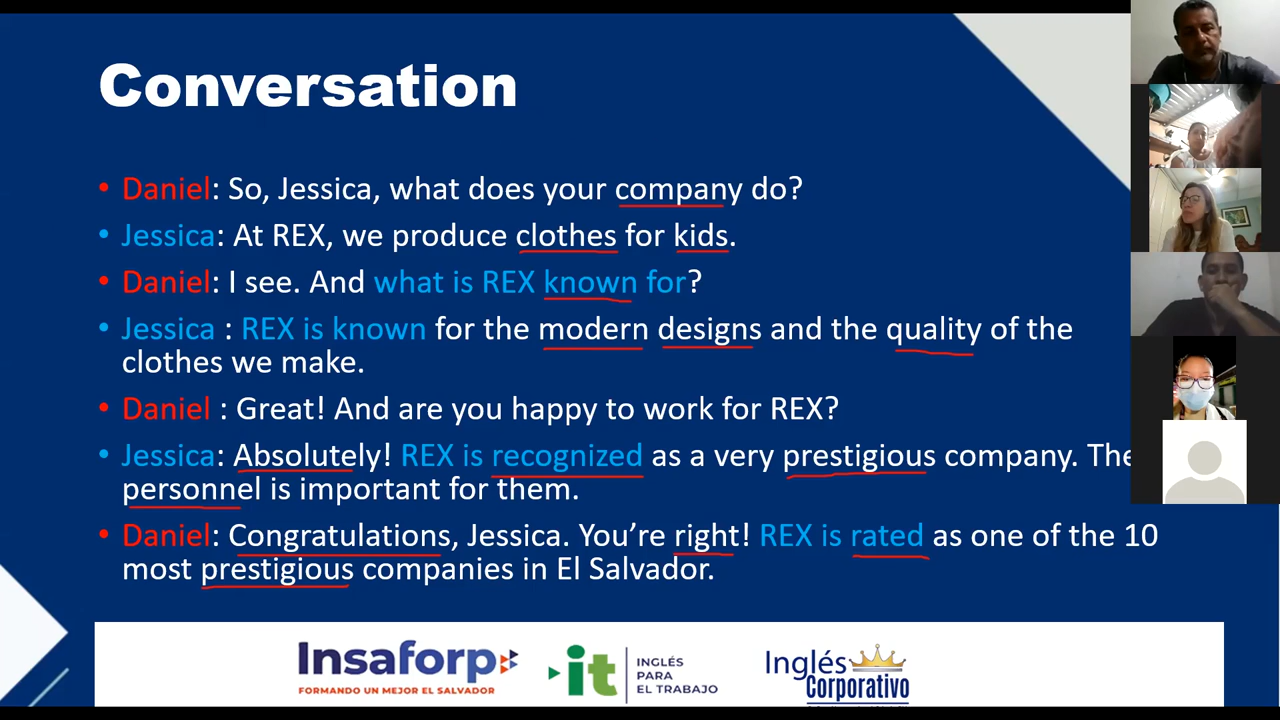 Conversation
• Daniel: So, Jessica, what does your company do?
• Jessica: At REX, we produce clothes for kids.
• Daniel: I see. And what is REX known for?
• Jessica : REX is known for the modern designs and the quality of the
clothes we make.
• Daniel : Great! And are you happy to work for REX?
• Jessica: Absolutely! REX is recognized as a very prestigious company. The
personnel is important for them.
• Daniel: Congratulations, Jessica. You’re right! REX is rated as one of the 10
most prestigious companies in El Salvador.
Insaforp
FORMANDO UN MEJOR EL SALVADOR
it
INGLÉS
PARA
EL TRABAJO
Inglés
Corporativo